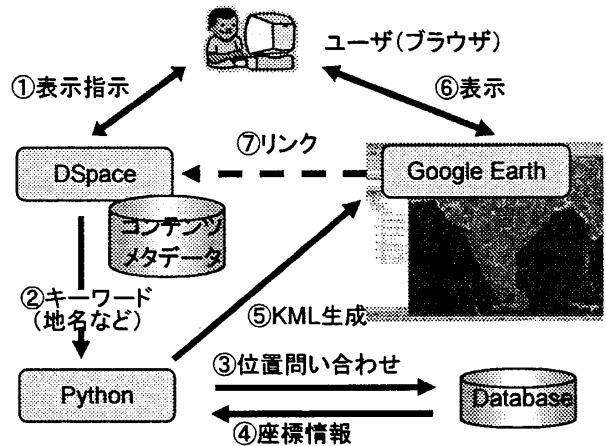 ユーザ(ブラウザ)
①表示指示
⑥表示
⑦リンク
DSpace
Google Earth
コンテンツ
メタデータ
②キーワード
(地名など)
⑤KML生成
③位置問い合わせ
Python
Database
④座標情報